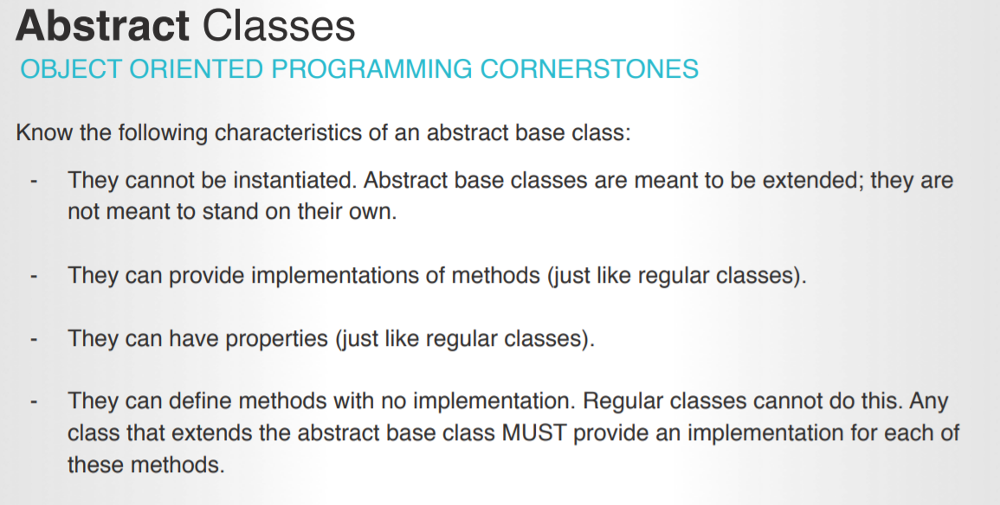 Abstract Classes
OBJECT ORIENTED PROGRAMMING CORNERSTONES
Know the following characteristics of an abstract base class:
- They cannot be instantiated. Abstract base classes are meant to be extended; they are
not meant to stand on their own.
- They can provide implementations of methods (just like regular classes).
- They can have properties (just like regular classes).
- They can define methods with no implementation. Regular classes cannot do this. Any
class that extends the abstract base class MUST provide an implementation for each of
these methods.